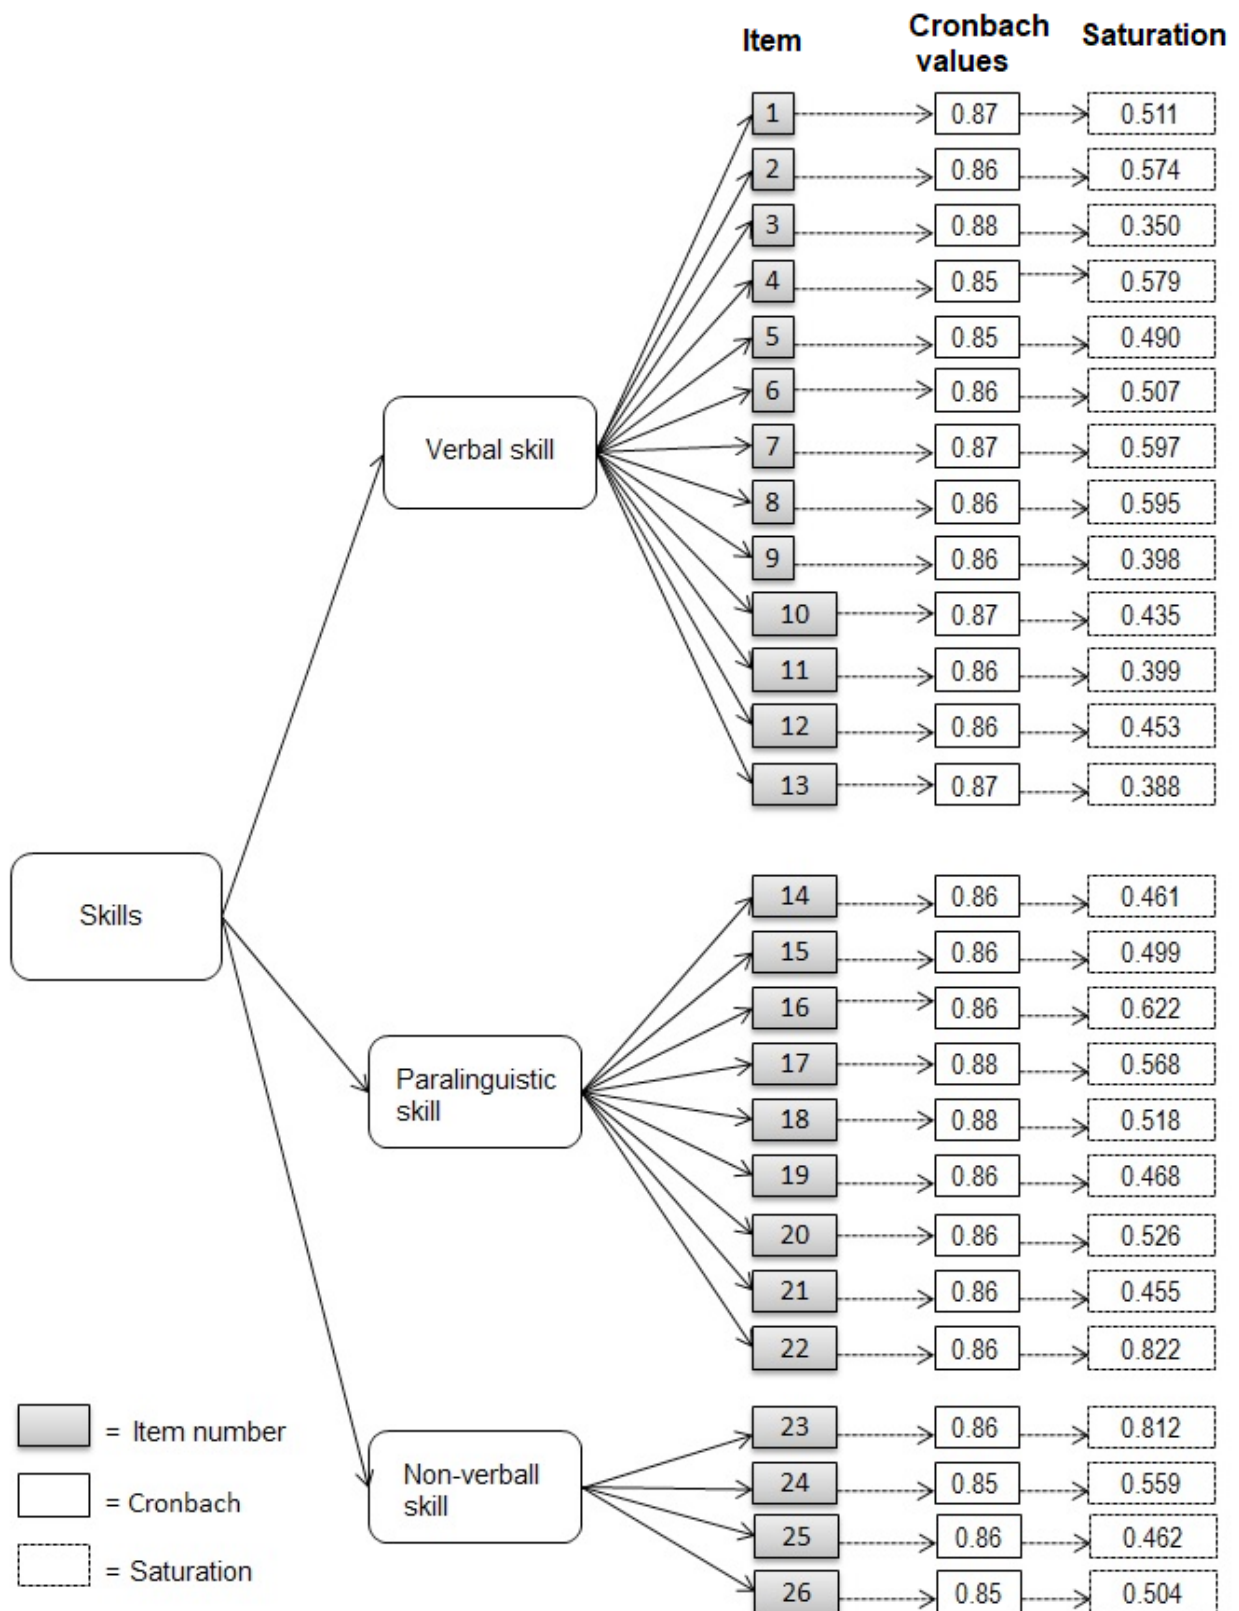 Item Cronbach values Saturation
1 0.87 0.511
2 0.86 0.574
3 0.88 0.350
4 0.85 0.579
5 0.85 0.490
6 0.86 0.507
Verbal skill
7 0.87 0.597
8 0.86 0.595
9 0.86 0.398
10 0.87 0.435
11 0.86 0.399
12 0.86 0.453
13 0.87 0.388
Skills
14 0.86 0.461
15 0.86 0.499
16 0.86 0.622
17 0.88 0.568
Paralinguistic
skill
18 0.88 0.518
19 0.86 0.468
20 0.86 0.526
21 0.86 0.455
22 0.86 0.822
23 0.86 0.812
Non-verball
skill
24 0.85 0.559
25 0.86 0.462
26 0.85 0.504
= Item number
= Cronbach
= Saturation